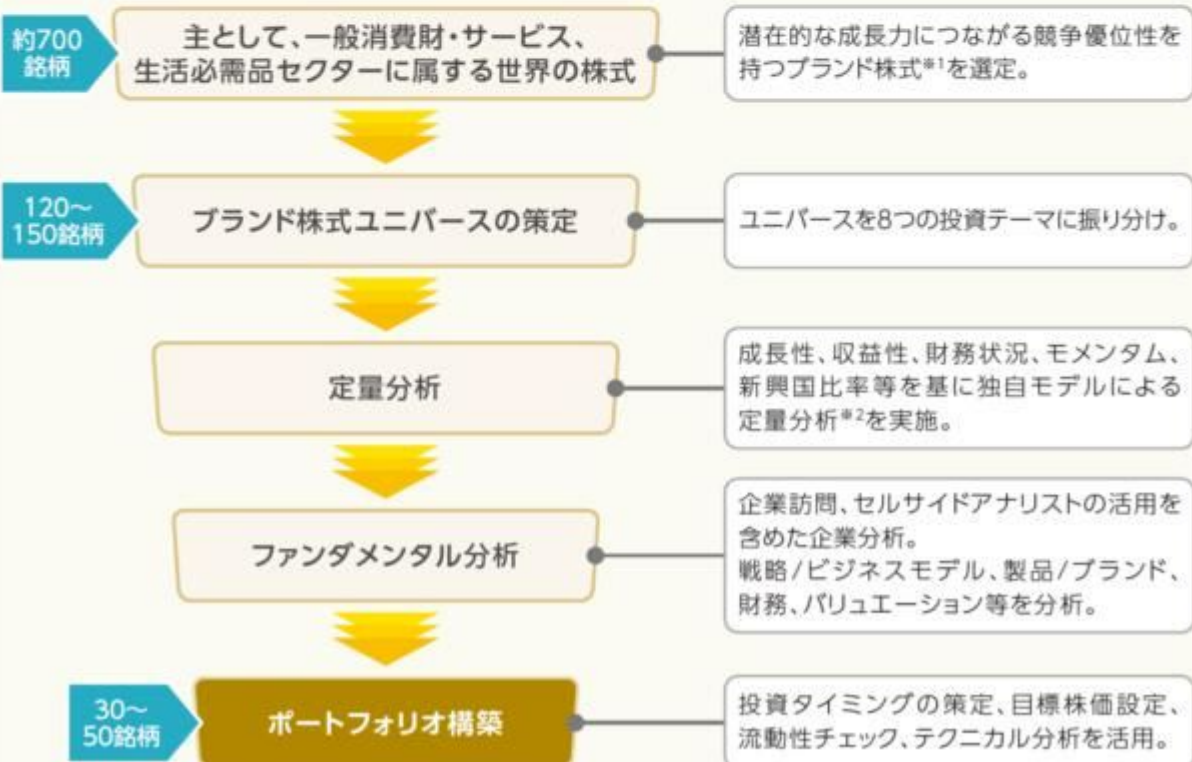 約700
銘柄
主として、一般消費財・サービス、
生活必需品セクターに属する世界の株式
潜在的な成長力につながる競争優位性を
持つブランド株式※1を選定。
120～
150銘柄
ブランド株式ユニバースの策定
ユニバースを8つの投資テーマに振り分け。
定量分析
成長性、収益性、財務状況、モメンタム、
新興国比率等を基に独自モデルによる
定量分析※2を実施。
ファンダメンタル分析
企業訪問、セルサイドアナリストの活用を
含めた企業分析。
戦略/ビジネスモデル、製品/ブランド、
財務、バリュエーション等を分析。
30～
50銘柄
ポートフォリオ構築
投資タイミングの策定、目標株価設定、
流動性チェック、テクニカル分析を活用。